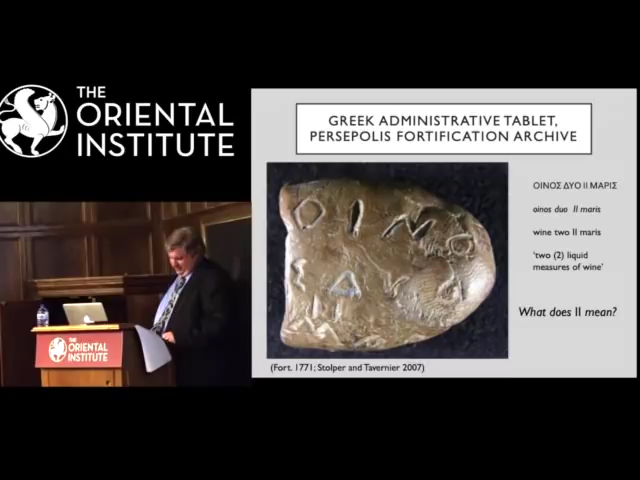 THE
ORIENTAL
INSTITUTE
GREEK ADMINISTRATIVE TABLET,
PERSEPOLIS FORTIFICATION ARCHIVE
ΟΙΝΟΣ ΔΥΟ ΙΙ ΜΑΡΙΣ
oinos duo II maris
wine two II maris
'two (2) liquid
measures of wine'
What does II mean?
(Fort. 1771; Stolper and Tavernier 2007)
THE
ORIENTAL
INSTITUTE
ΟΙΝΟ